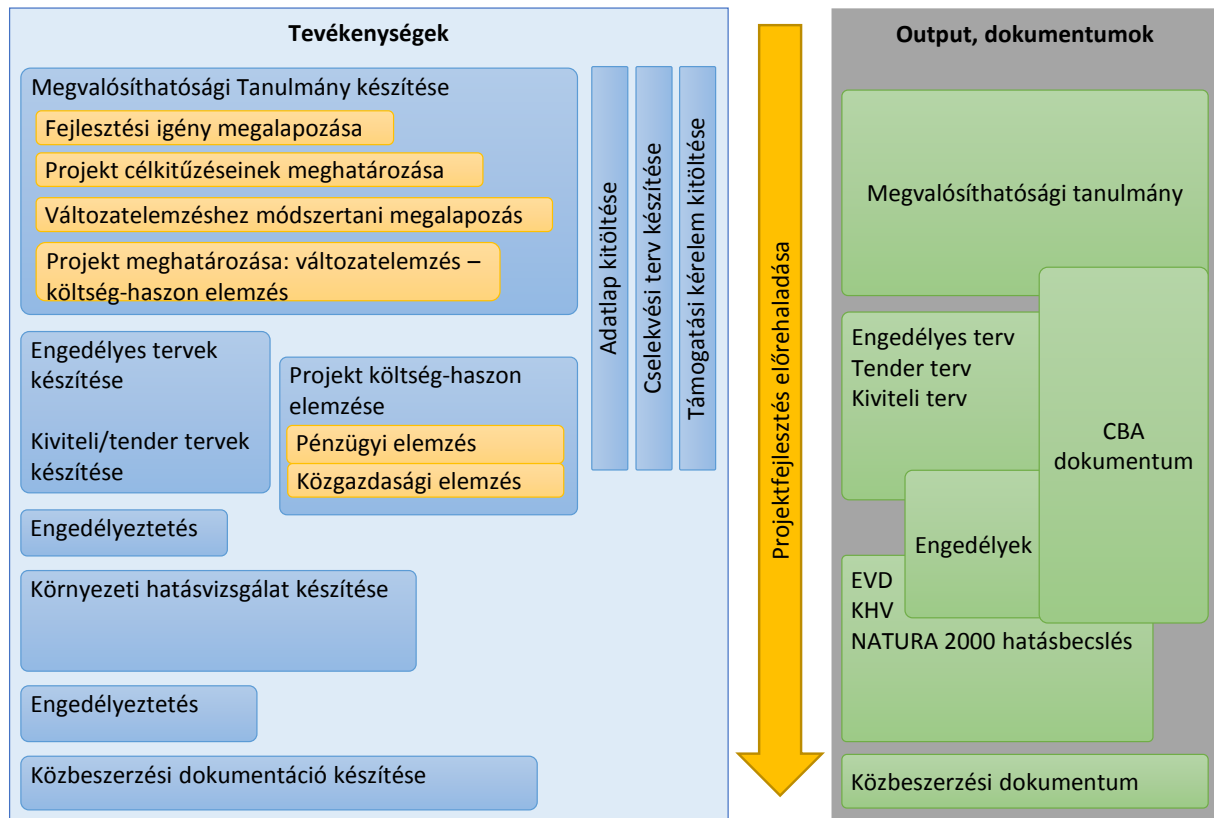 Tevékenységek
Megvalósíthatósági Tanulmány készítése
Fejlesztési igény megalapozása
Projekt célkitűzéseinek meghatározása
Változatelemzéshez módszertani megalapozás
Projekt meghatározása: változatelemzés –
költség-haszon elemzés
Adatlap kitöltése
Cselekvési terv készítése
Támogatási kérelem kitöltése
Engedélyes tervek
készítése
Kiviteli/tender tervek
készítése
Projekt költség-haszon
elemzése
Pénzügyi elemzés
Közgazdasági elemzés
Engedélyeztetés
Környezeti hatásvizsgálat készítése
Engedélyeztetés
Közbeszerzési dokumentáció készítése
Projektfejlesztés előrehaladása
Output, dokumentumok
Megvalósíthatósági tanulmány
Engedélyes terv
Tender terv
Kiviteli terv
CBA
dokumentum
Engedélyek
EVD
KHV
NATURA 2000 hatásbecslés
Közbeszerzési dokumentum